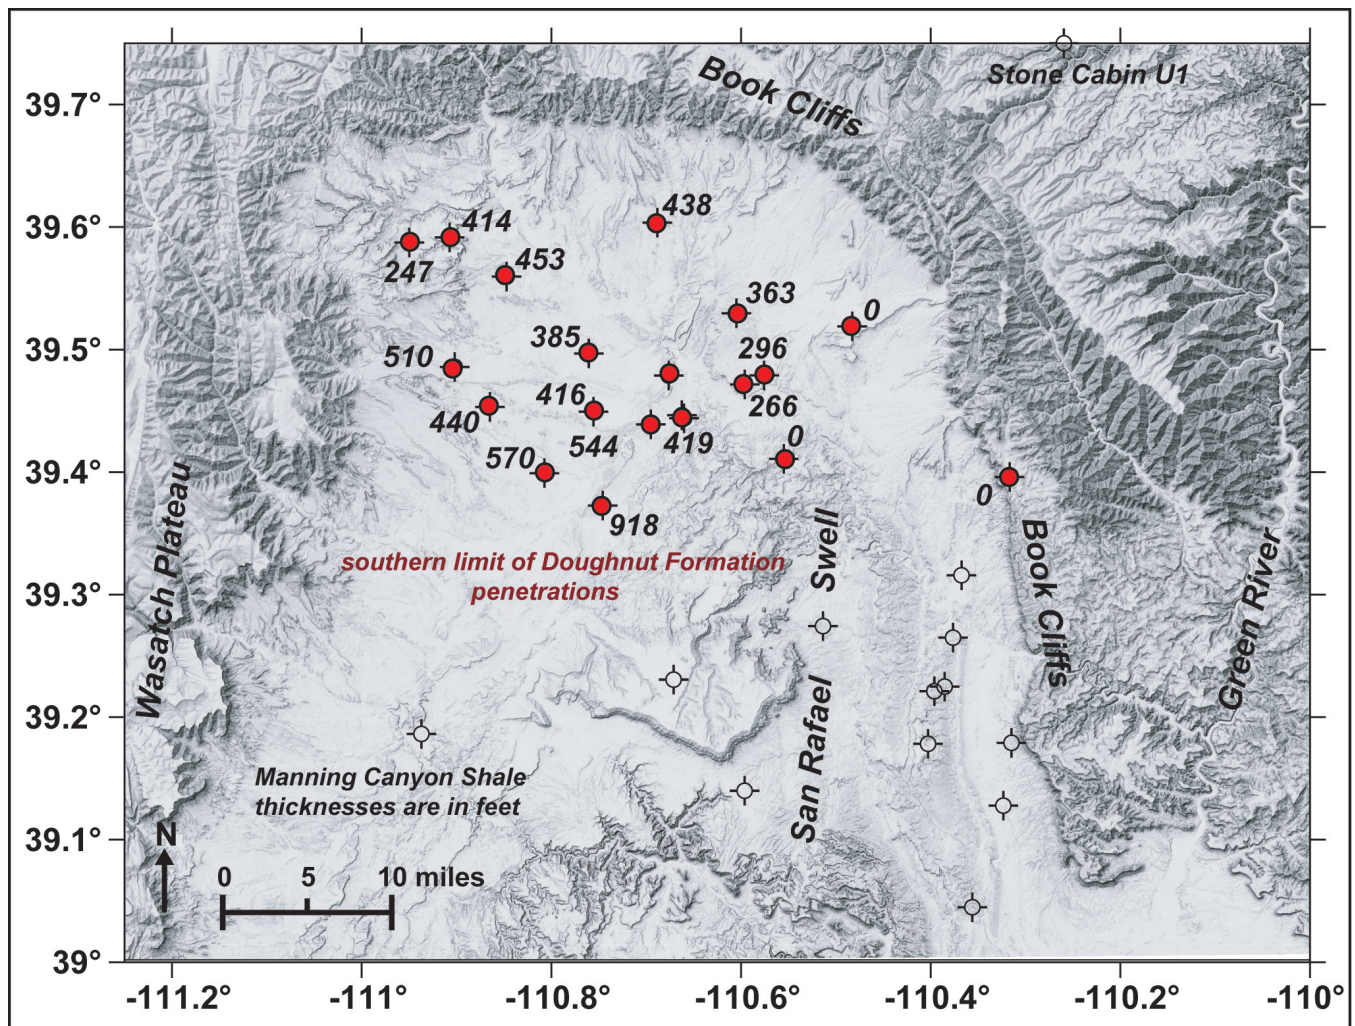 Book Cliffs
Stone Cabin U1
39.7°
39.6°
39.5°
39.4°
39.3°
39.2°
39.1°
39°
438
414
247
453
363
0
385
296
510
416
266
440
544
419
0
570
918
0
southern limit of Doughnut Formation
penetrations
Wasatch Plateau
San Rafael Swell
Book Cliffs
Green River
Manning Canyon Shale
thicknesses are in feet
N
0 5 10 miles
-111.2° -111° -110.8° -110.6° -110.4° -110.2° -110°